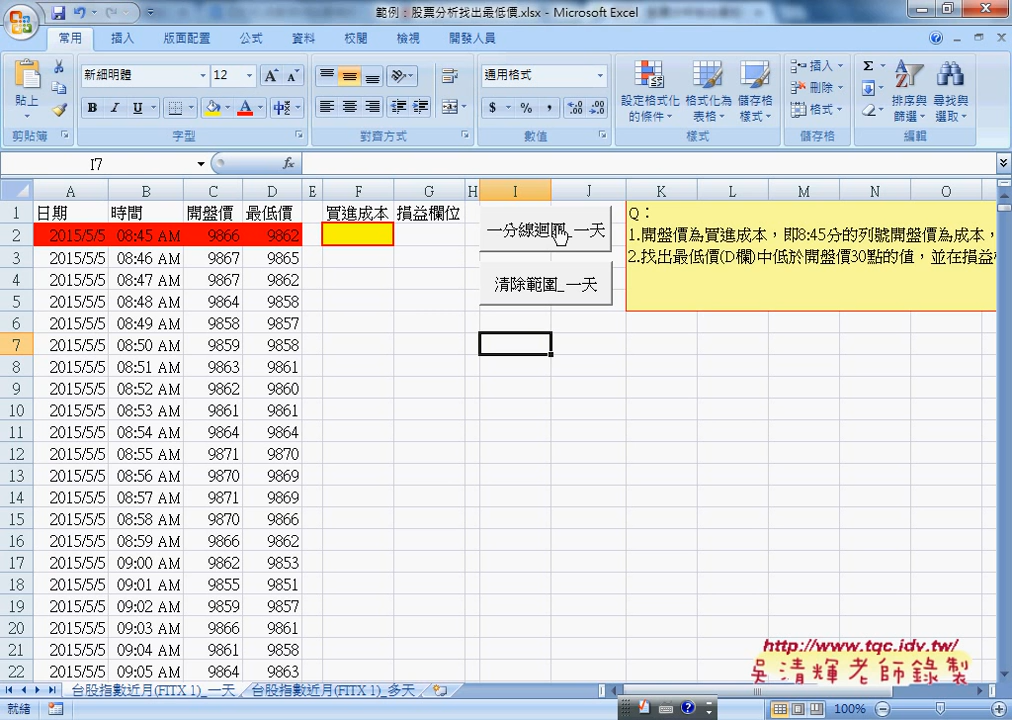 範例：股票分析找出最低價.xlsx - Microsoft Excel
常用 插入 版面配置 公式 資料 校閱 檢視 開發人員
新細明體 12 通用格式
貼上 設定格式化的條件 格式化為表格 儲存格樣式 插入 刪除 格式 排序與篩選 尋找與選取
剪貼簿 字型 對齊方式 數值 樣式 儲存格 編輯
I7 fx
A B C D E F G H I J K L M N O
1 日期 時間 開盤價 最低價 買進成本 損益欄位
2 2015/5/5 08:45 AM 9866 9862
3 2015/5/5 08:46 AM 9867 9865
4 2015/5/5 08:47 AM 9867 9862
5 2015/5/5 08:48 AM 9864 9858
6 2015/5/5 08:49 AM 9858 9857
7 2015/5/5 08:50 AM 9859 9858
8 2015/5/5 08:51 AM 9863 9861
9 2015/5/5 08:52 AM 9862 9860
10 2015/5/5 08:53 AM 9861 9861
11 2015/5/5 08:54 AM 9864 9864
12 2015/5/5 08:55 AM 9871 9870
13 2015/5/5 08:56 AM 9870 9869
14 2015/5/5 08:57 AM 9871 9869
15 2015/5/5 08:58 AM 9870 9866
16 2015/5/5 08:59 AM 9866 9862
17 2015/5/5 09:00 AM 9862 9853
18 2015/5/5 09:01 AM 9855 9851
19 2015/5/5 09:02 AM 9859 9857
20 2015/5/5 09:03 AM 9866 9861
21 2015/5/5 09:04 AM 9861 9858
22 2015/5/5 09:05 AM 9864 9863
一分線迴圈_一天
清除範圍_一天
Q：
1.開盤價為買進成本，即8:45分的列號開盤價為成本，
2.找出最低價(D欄)中低於開盤價30點的值，並在損益
http://www.tqc.idv.tw/
吳清輝老師錄製
台股指數近月(FITX 1)_一天 台股指數近月(FITX 1)_多天
就緒 100%